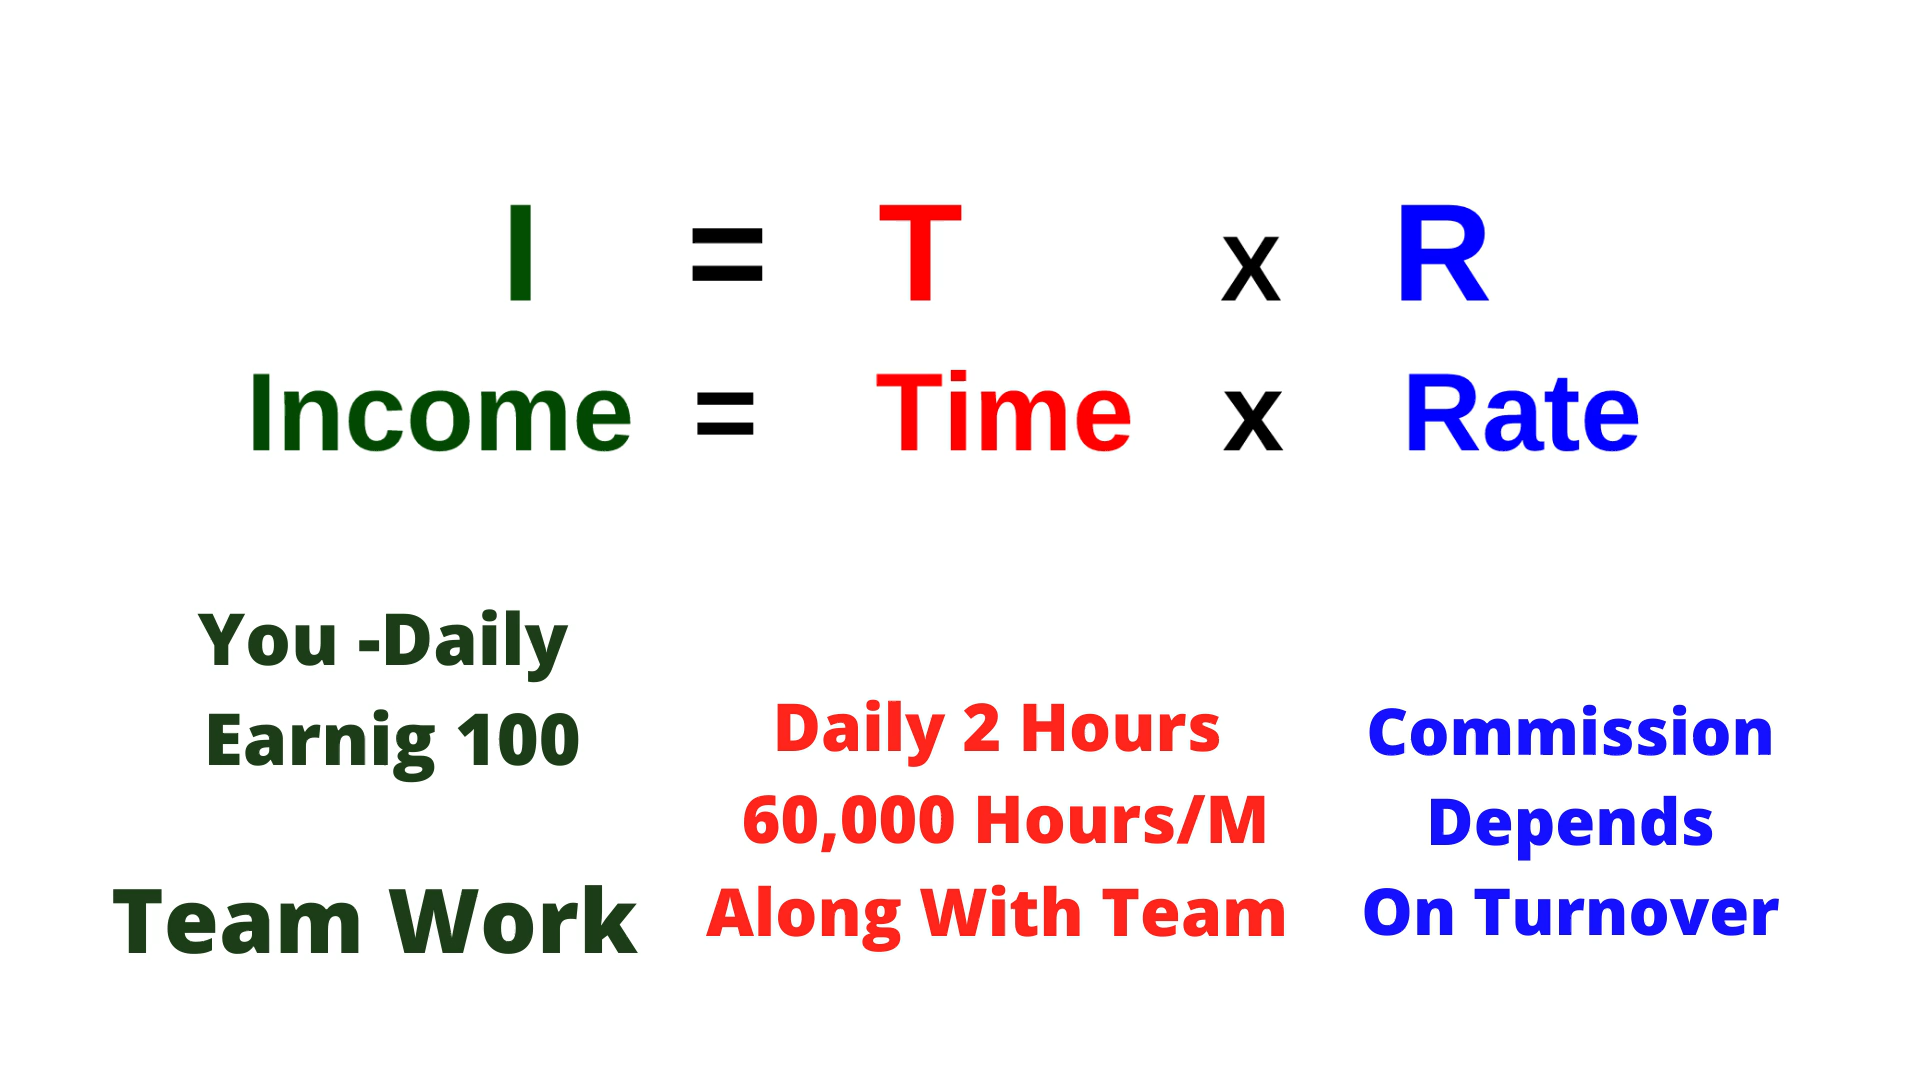 I = T x R
Income = Time x Rate
You -Daily
Earnig 100
Team Work
Daily 2 Hours
60,000 Hours/M
Along With Team
Commission
Depends
On Turnover